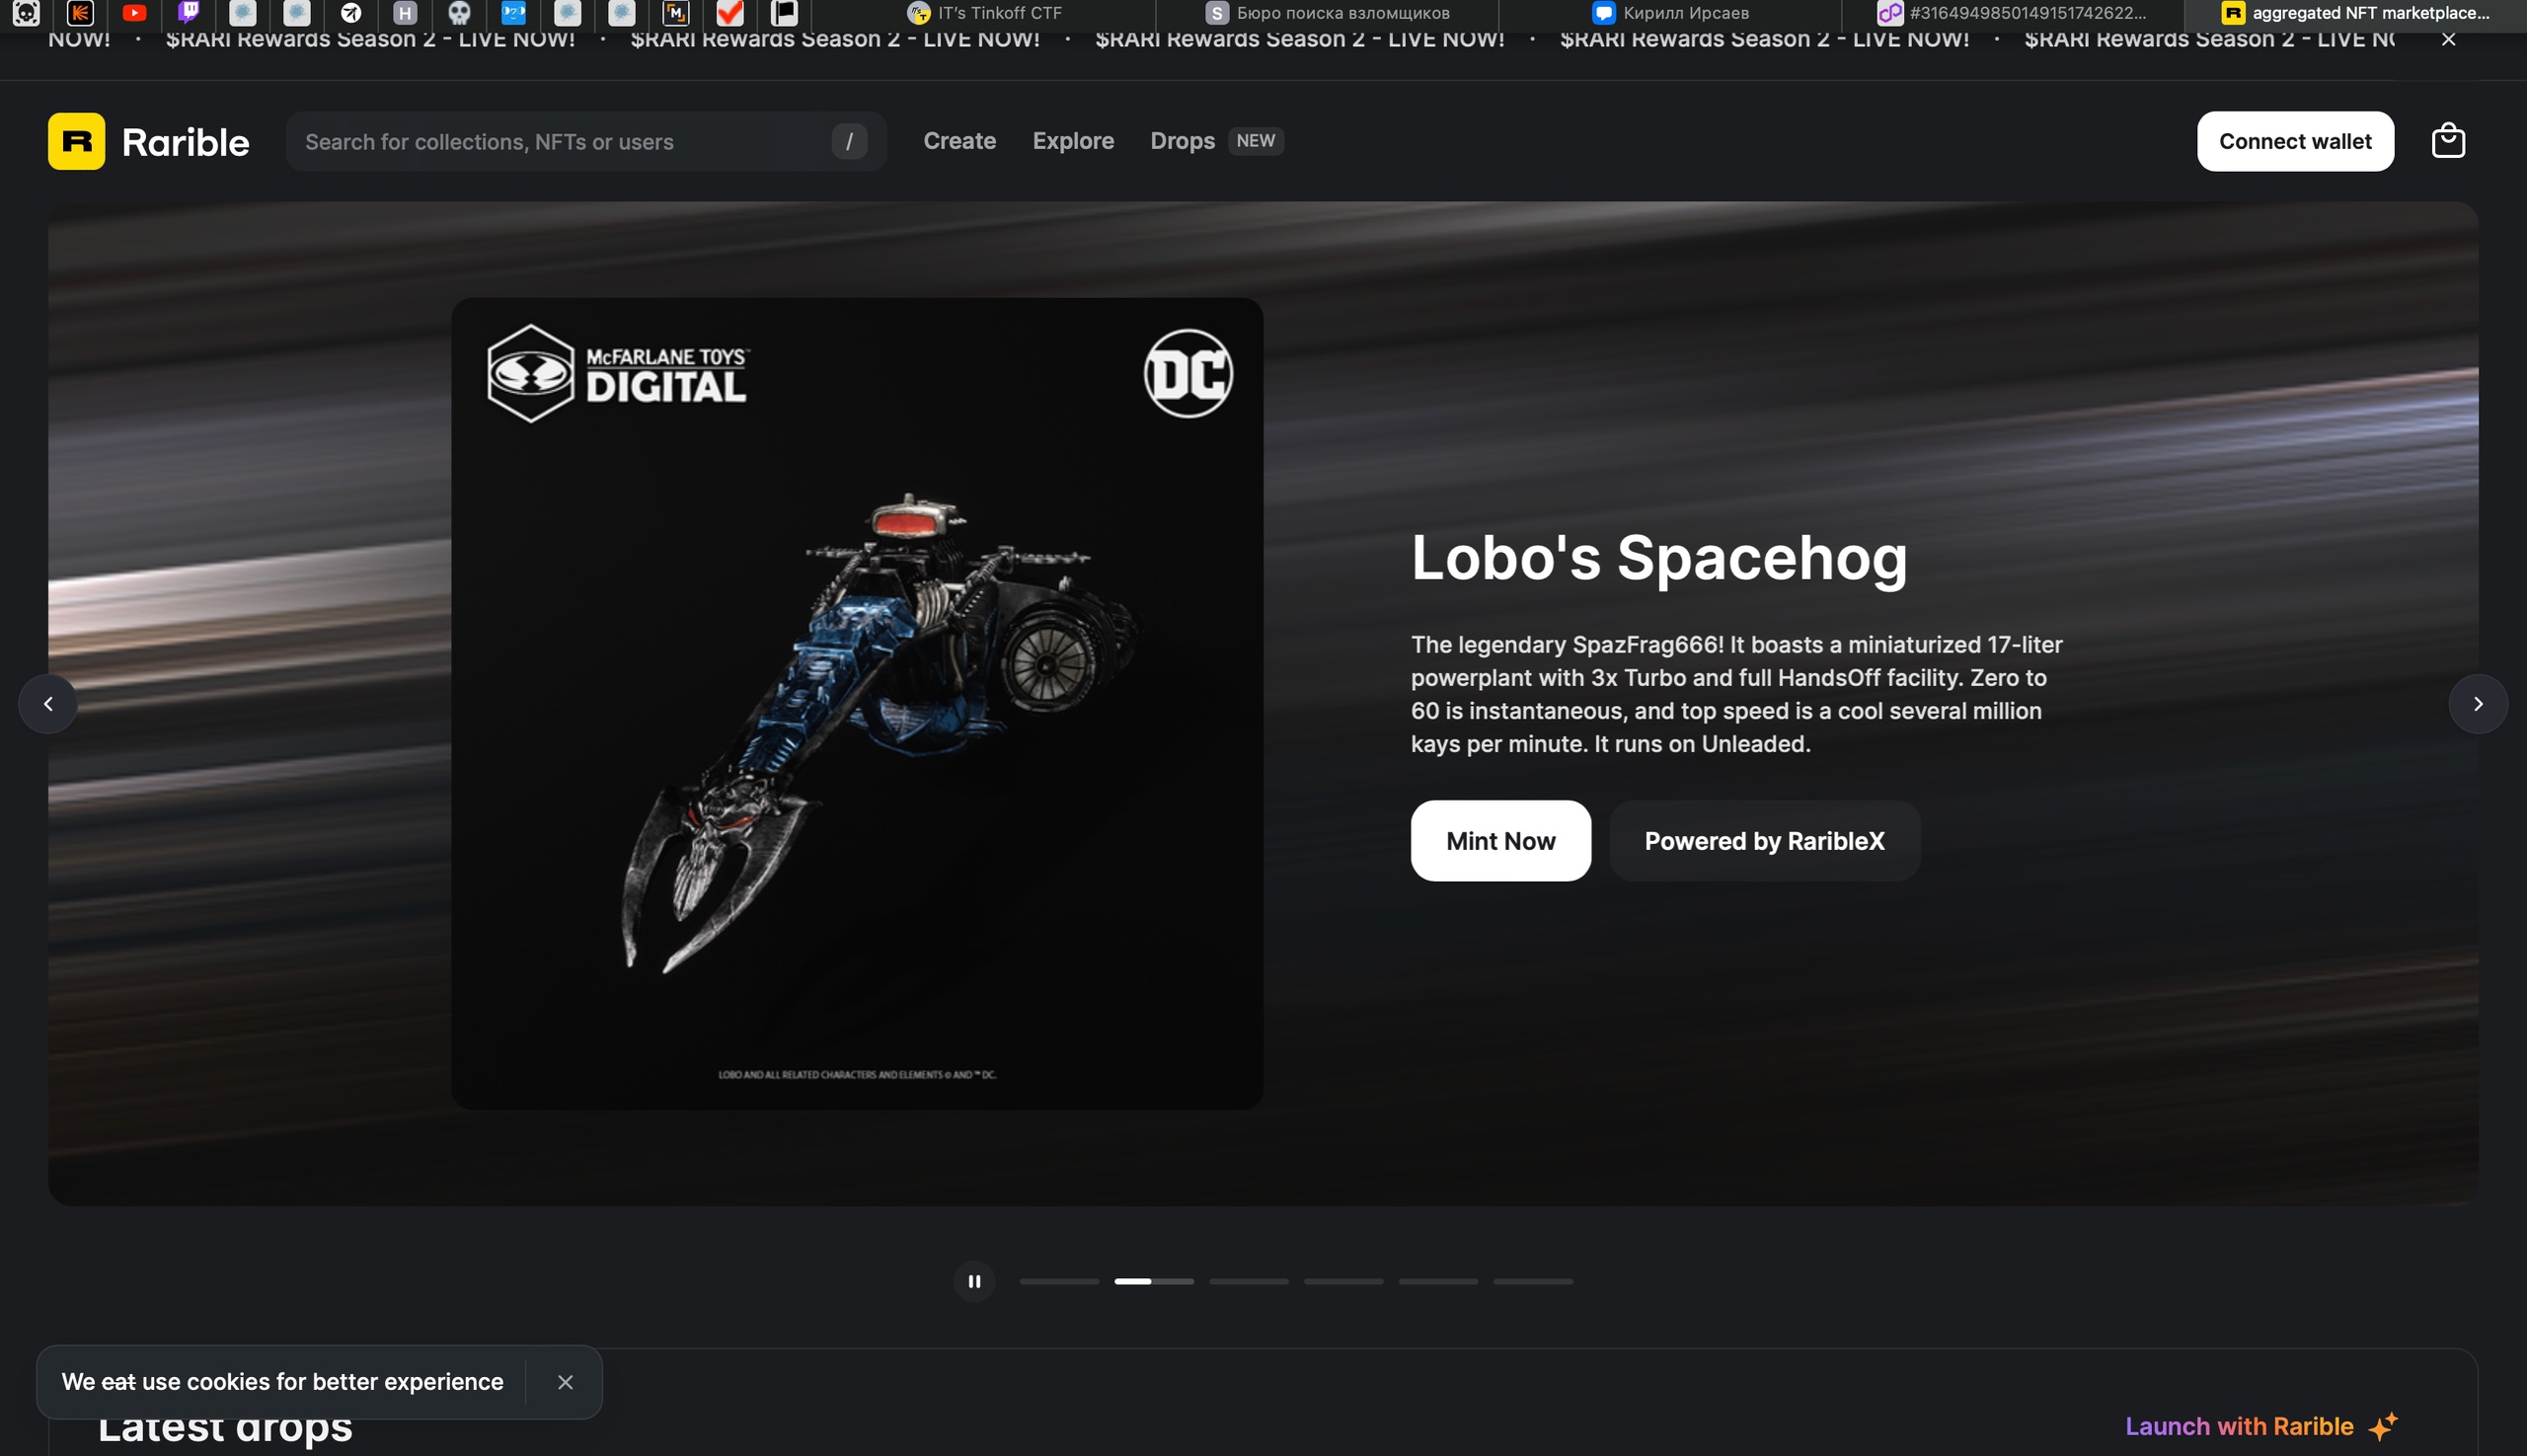 H
IT's Tinkoff CTF
S Бюро поиска взломщиков
Кирилл Ирсаев
#3164949850149151742622...
R aggregated NFT marketplace...
NOW! · $RARI Rewards Season 2 - LIVE NOW! · $RARI Rewards Season 2 - LIVE NOW! · $RARI Rewards Season 2 - LIVE NOW! · $RARI Rewards Season 2 - LIVE NOW! · $RARI Rewards Season 2 - LIVE NO
R Rarible
Search for collections, NFTs or users /
Create
Explore
Drops NEW
Connect wallet
McFARLANE TOYS™
DIGITAL
DC
Lobo's Spacehog
The legendary SpazFrag666! It boasts a miniaturized 17-liter
powerplant with 3x Turbo and full HandsOff facility. Zero to
60 is instantaneous, and top speed is a cool several million
kays per minute. It runs on Unleaded.
Mint Now
Powered by RaribleX
LOBO AND ALL RELATED CHARACTERS AND ELEMENTS © AND ™ DC.
We eat use cookies for better experience
Latest drops
Launch with Rarible